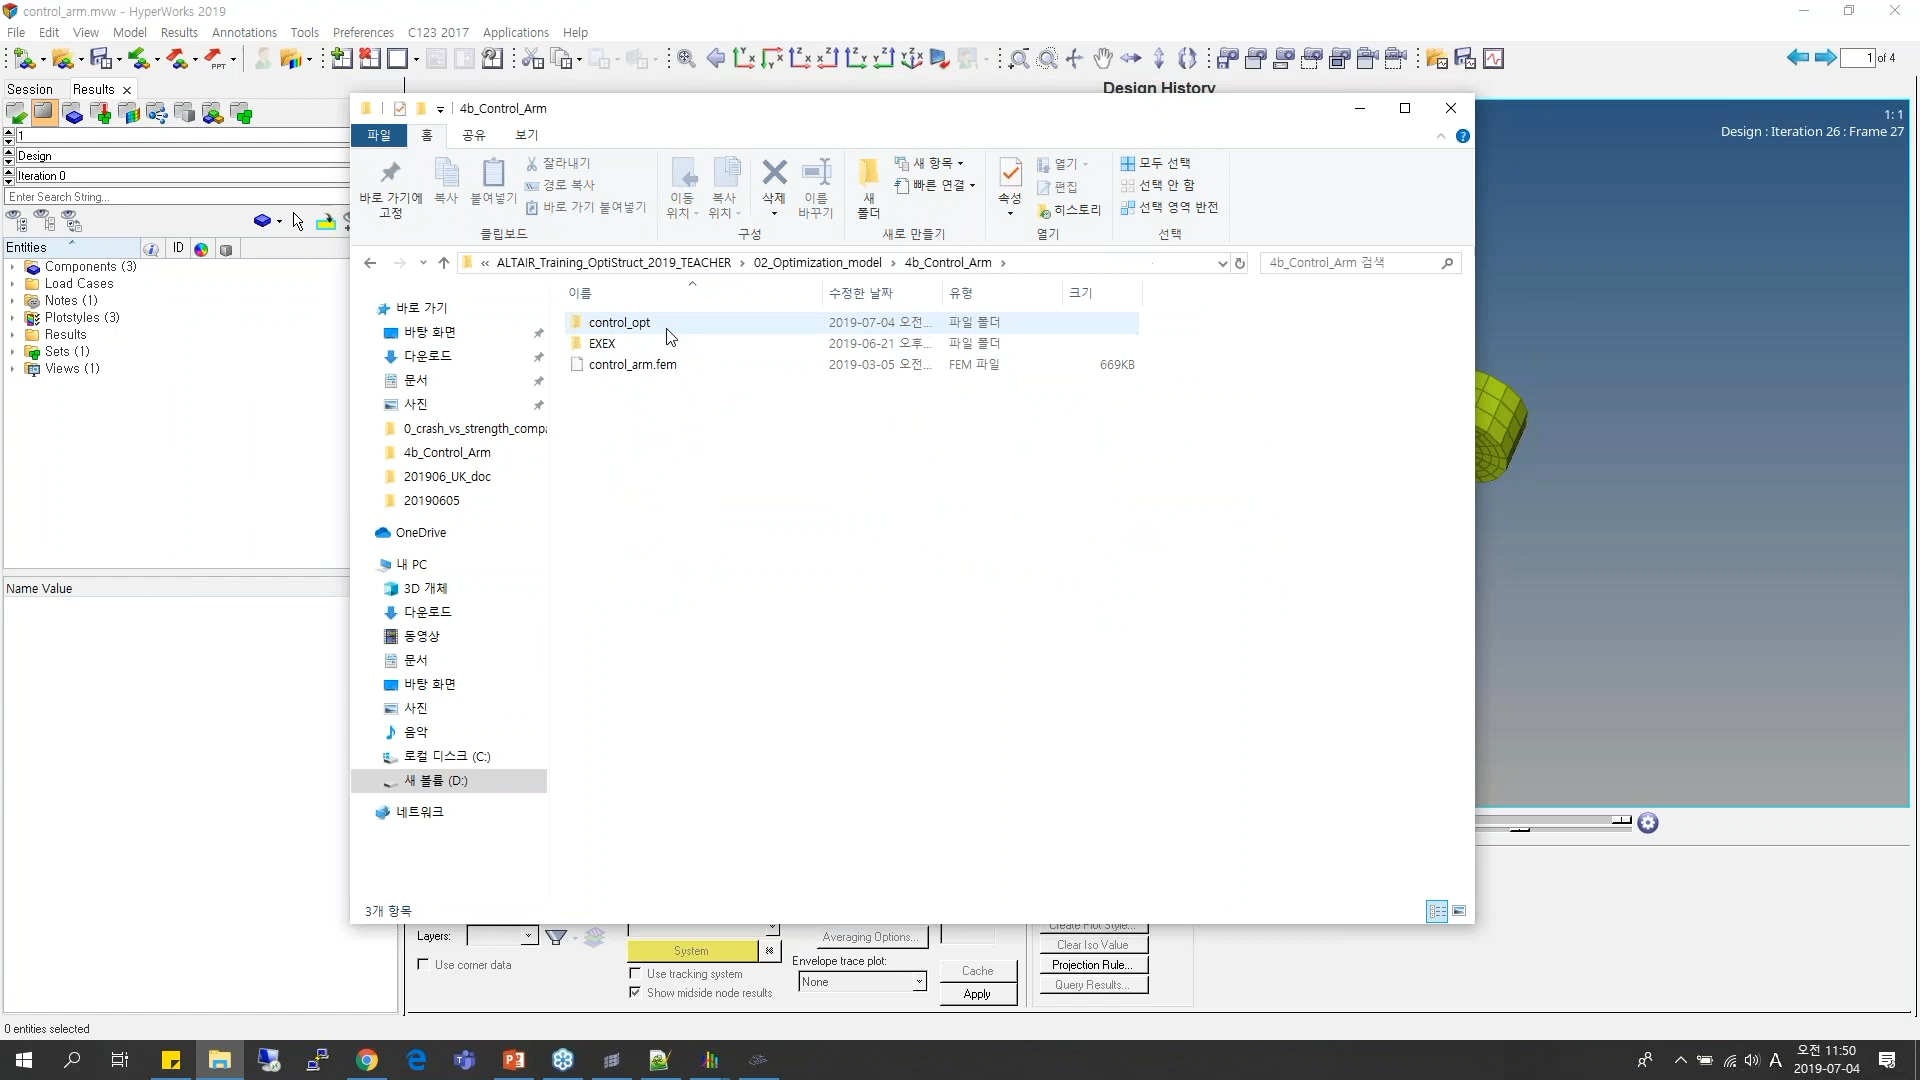 control_arm.mvw - HyperWorks 2019
File Edit View Model Results Annotations Tools Preferences C123 2017 Applications Help
PPT
1 of 4
Session Results
Design History
1
Design
Iteration 0
Enter Search String...
Entities ID
Components (3)
Load Cases
Notes (1)
Plotstyles (3)
Results
Sets (1)
Views (1)
Name Value
0 entities selected
1: 1
Design : Iteration 26 : Frame 27
4b_Control_Arm
파일 홈 공유 보기
바로 가기에 고정
복사
붙여넣기
잘라내기
경로 복사
바로 가기 붙여넣기
클립보드
이동 위치
복사 위치
삭제
이름 바꾸기
구성
새 폴더
새 항목
빠른 연결
새로 만들기
속성
열기
편집
히스토리
열기
모두 선택
선택 안 함
선택 영역 반전
선택
« ALTAIR_Training_OptiStruct_2019_TEACHER › 02_Optimization_model › 4b_Control_Arm ›
4b_Control_Arm 검색
이름 수정한 날짜 유형 크기
control_opt 2019-07-04 오전... 파일 폴더
EXEX 2019-06-21 오후... 파일 폴더
control_arm.fem 2019-03-05 오전... FEM 파일 669KB
바로 가기
바탕 화면
다운로드
문서
사진
0_crash_vs_strength_compa
4b_Control_Arm
201906_UK_doc
20190605
OneDrive
내 PC
3D 개체
다운로드
동영상
문서
바탕 화면
사진
음악
로컬 디스크 (C:)
새 볼륨 (D:)
네트워크
3개 항목
Layers:
Use corner data
System
Use tracking system
Show midside node results
Averaging Options...
Envelope trace plot:
None
Cache
Apply
Create Plot Style...
Clear Iso Value
Projection Rule...
Query Results...
A
오전 11:50
2019-07-04